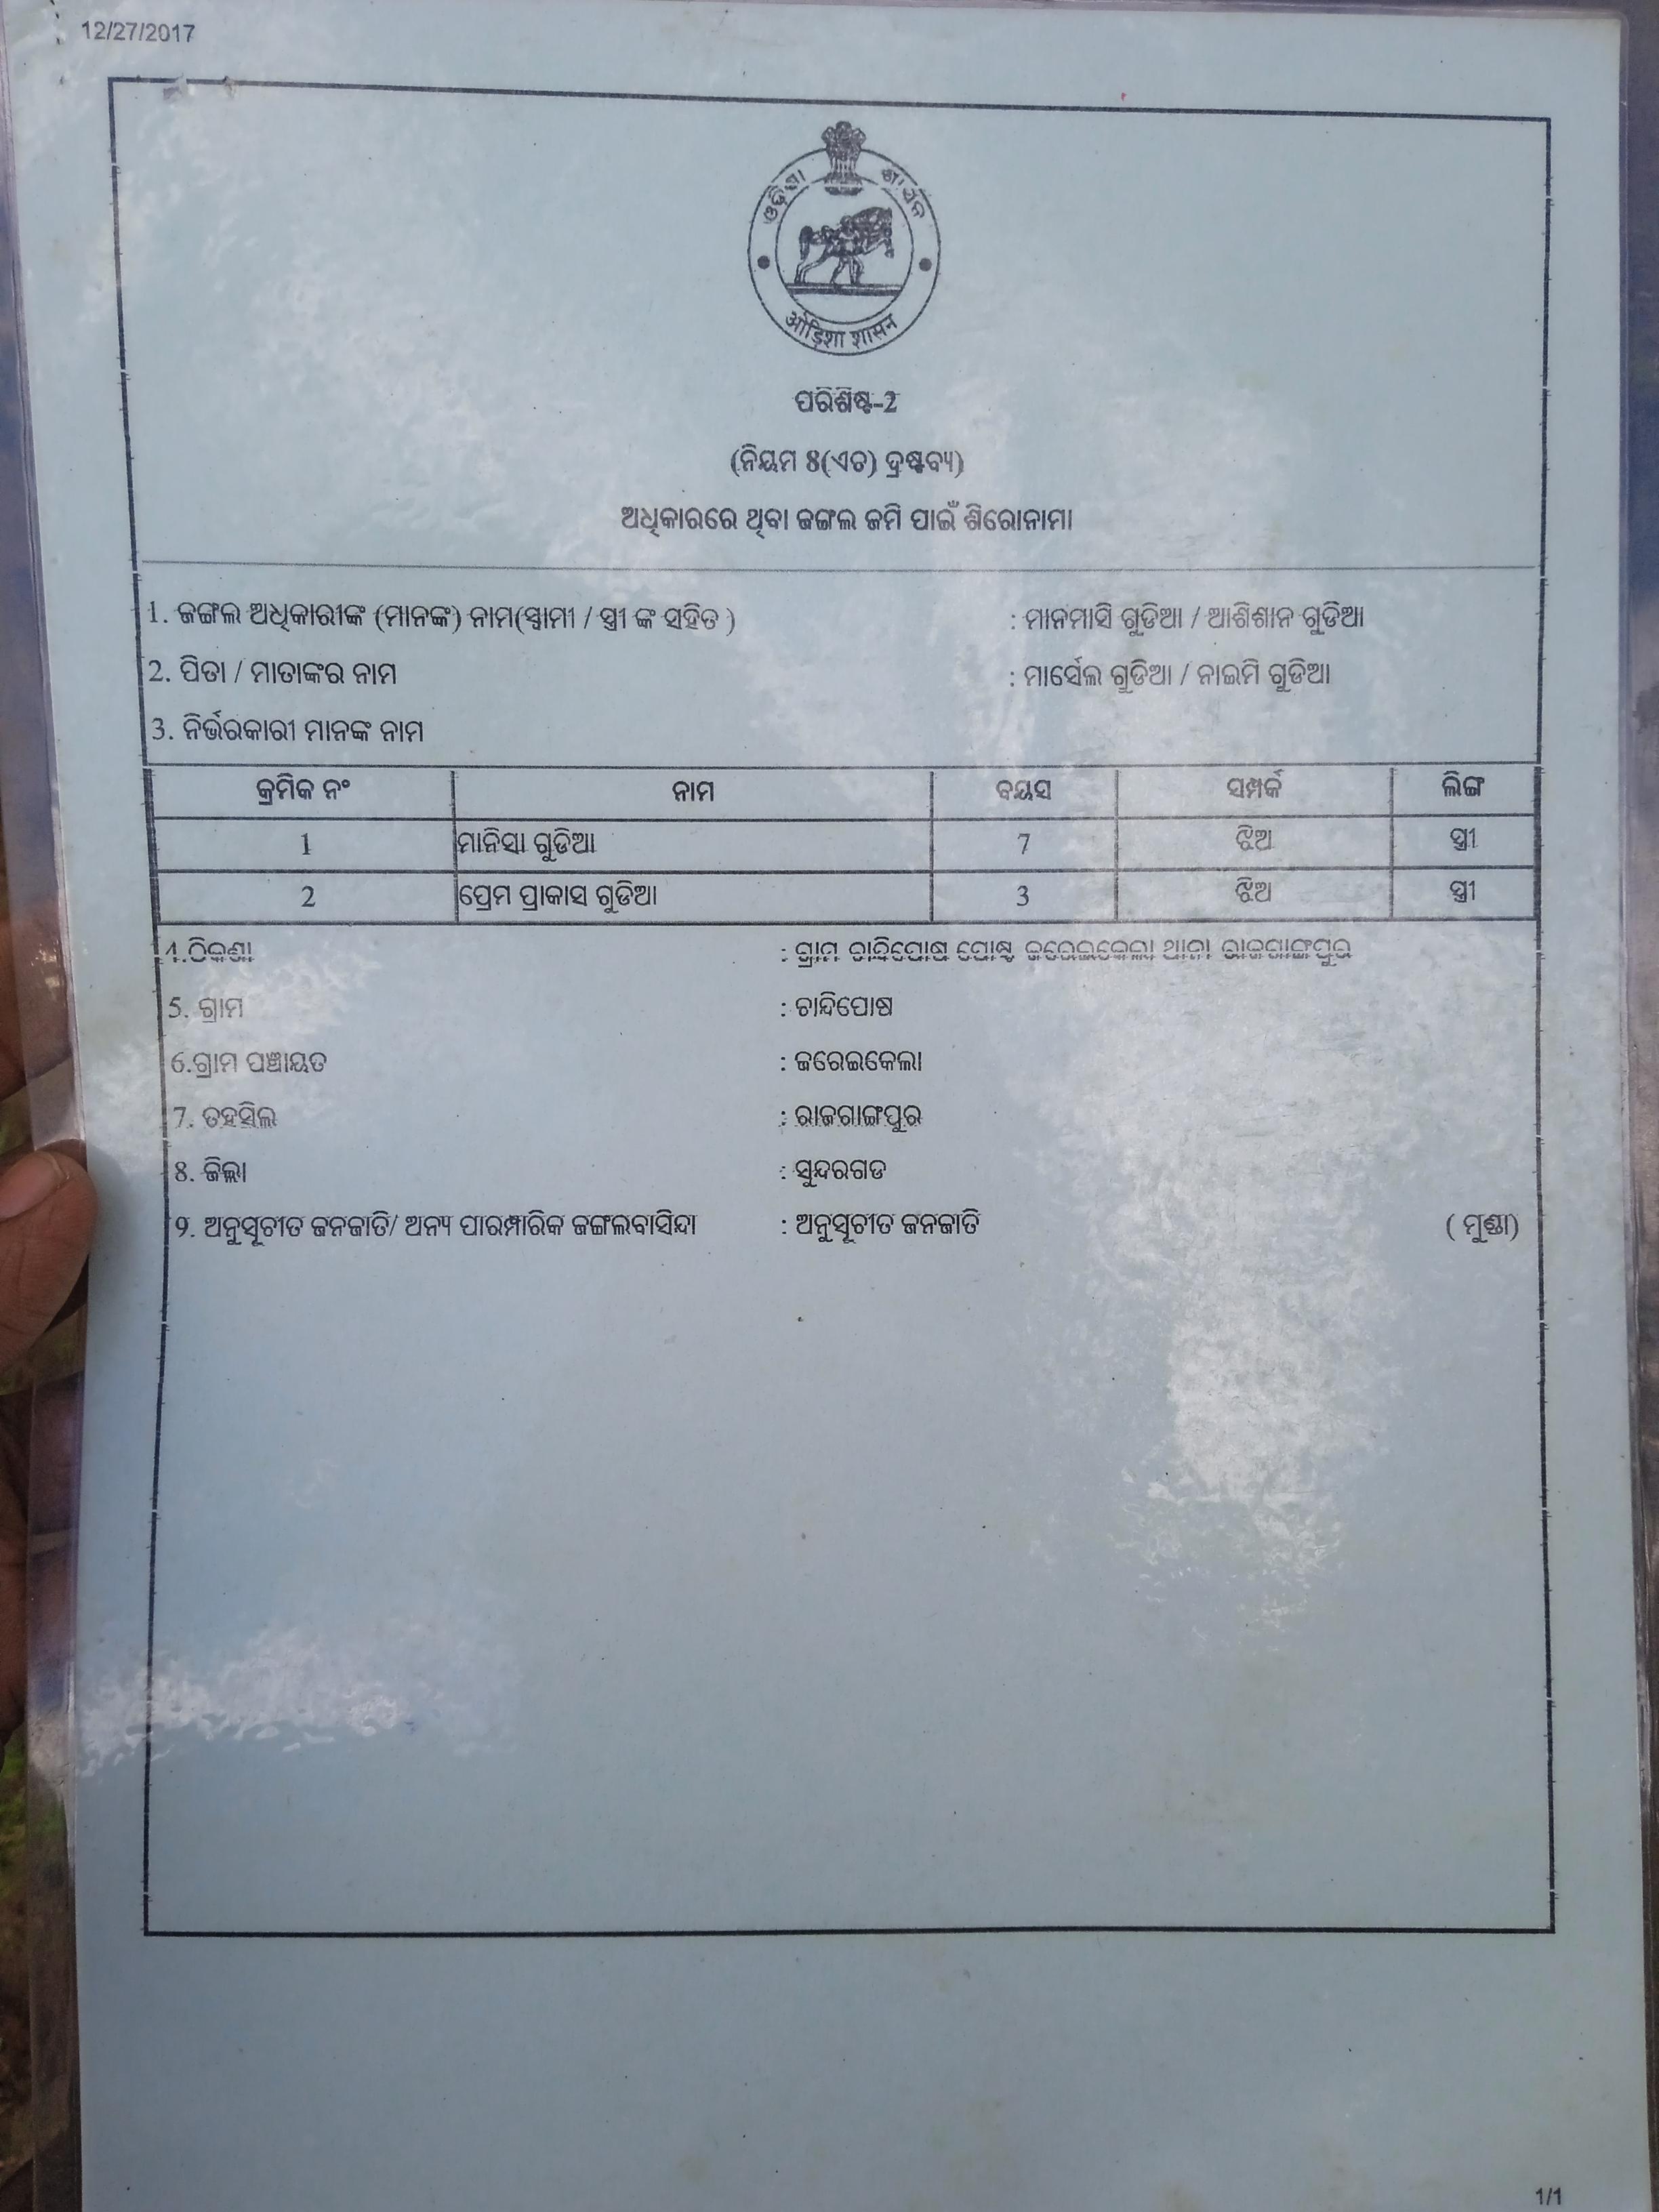 12/27/2017
ଓଡ଼ିଶା ଶାସନ
ओड़िशा शासन
ପରିଶିଷ୍ଟ-2
(ନିୟମ 8(ଏଚ) ଦ୍ରଷ୍ଟବ୍ୟ)
ଅଧିକାରରେ ଥିବା ଜଙ୍ଗଲ ଜମି ପାଇଁ ଶିରୋନାମା
1. ଜଙ୍ଗଲ ଅଧିକାରୀଙ୍କ (ମାନଙ୍କ) ନାମ(ସ୍ଵାମୀ / ସ୍ତ୍ରୀ ଙ୍କ ସହିତ ) : ମାନମାସି ଗୁଡିଆ / ଆଶିଶାନ ଗୁଡିଆ
2. ପିତା / ମାତାଙ୍କର ନାମ : ମାର୍ସେଲ ଗୁଡିଆ / ନାଇମି ଗୁଡିଆ
3. ନିର୍ଭରକାରୀ ମାନଙ୍କ ନାମ
କ୍ରମିକ ନଂ ନାମ ବୟସ ସମ୍ପର୍କ ଲିଙ୍ଗ
1 ମାନିସା ଗୁଡିଆ 7 ଝିଅ ସ୍ତ୍ରୀ
2 ପ୍ରେମ ପ୍ରାକାସ ଗୁଡିଆ 3 ଝିଅ ସ୍ତ୍ରୀ
4.ଠିକଣା : ଗ୍ରାମ ଚାନ୍ଦିପୋଷ ପୋଷ୍ଟ ଜରେଇକେଲା ଥାନା ରାଜଗାଙ୍ଗପୁର
5. ଗ୍ରାମ : ଚାନ୍ଦିପୋଷ
6.ଗ୍ରାମ ପଞ୍ଚାୟତ : ଜରେଇକେଲା
7. ତହସିଲ : ରାଜଗାଙ୍ଗପୁର
8. ଜିଲ୍ଲା : ସୁନ୍ଦରଗଡ
9. ଅନୁସୂଚୀତ ଜନଜାତି/ ଅନ୍ୟ ପାରମ୍ପାରିକ ଜଙ୍ଗଲବାସିନ୍ଦା : ଅନୁସୂଚୀତ ଜନଜାତି ( ମୁଣ୍ଡା)
1/1